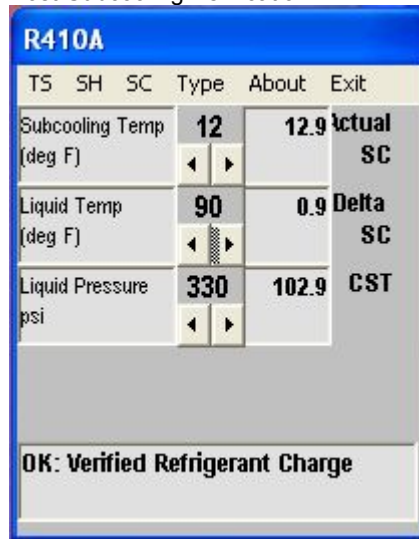 R410A
TS SH SC Type About Exit
Subcooling Temp 12 12.9 Actual
(deg F) SC
Liquid Temp 90 0.9 Delta
(deg F) SC
Liquid Pressure 330 102.9 CST
psi
OK: Verified Refrigerant Charge